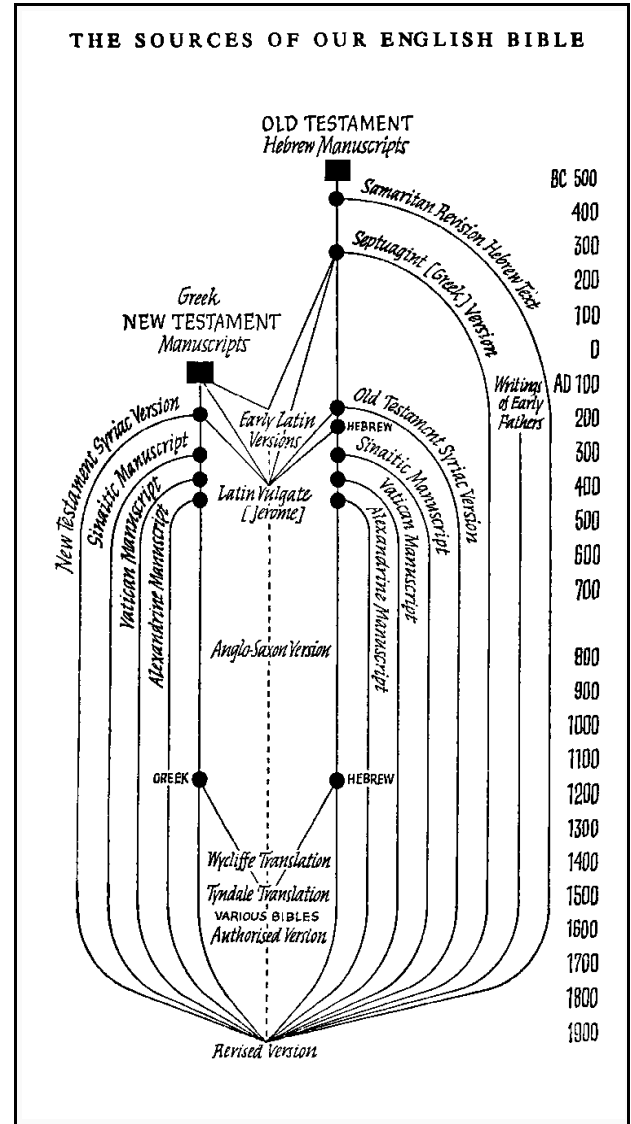 THE SOURCES OF OUR ENGLISH BIBLE
OLD TESTAMENT
Hebrew Manuscripts
Samaritan Revision Hebrew Text
Septuagint [Greek] Version
Greek
NEW TESTAMENT
Manuscripts
BC 500
400
300
200
100
0
AD 100
200
300
400
500
600
700
800
900
1000
1100
1200
1300
1400
1500
1600
1700
1800
1900
Writings
of Early
Fathers
New Testament Syriac Version
Sinaitic Manuscript
Vatican Manuscript
Alexandrine Manuscript
Early Latin
Versions
Latin Vulgate
[Jerome]
Old Testament Syriac Version
HEBREW
Sinaitic Manuscript
Vatican Manuscript
Alexandrine Manuscript
Anglo-Saxon Version
GREEK
HEBREW
Wycliffe Translation
Tyndale Translation
VARIOUS BIBLES
Authorised Version
Revised Version